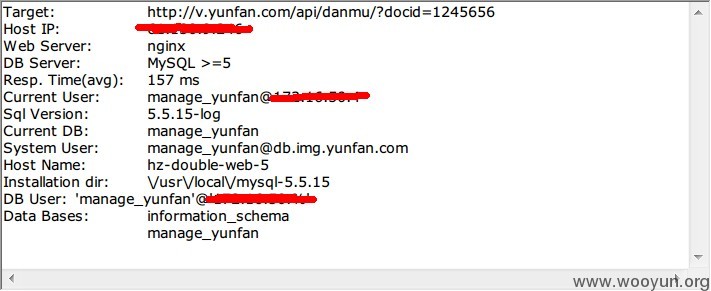 Target: http://v.yunfan.com/api/danmu/?docid=1245656
Host IP:
Web Server: nginx
DB Server: MySQL >=5
Resp. Time(avg): 157 ms
Current User: manage_yunfan@
Sql Version: 5.5.15-log
Current DB: manage_yunfan
System User: manage_yunfan@db.img.yunfan.com
Host Name: hz-double-web-5
Installation dir: \/usr\/local\/mysql-5.5.15
DB User: 'manage_yunfan'@
Data Bases: information_schema
manage_yunfan
www.wooyun.org